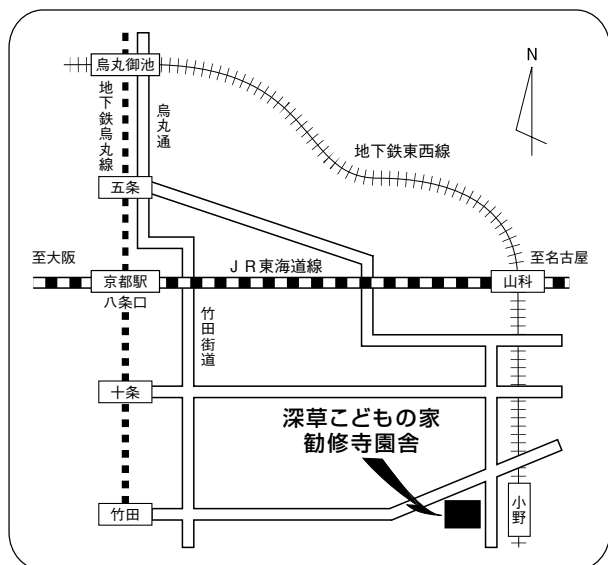 烏丸御池
N
地下鉄烏丸線
烏丸通
地下鉄東西線
五条
至大阪
JR東海道線
至名古屋
京都駅
山科
八条口
竹田街道
十条
深草こどもの家
勧修寺園舎
竹田
小野